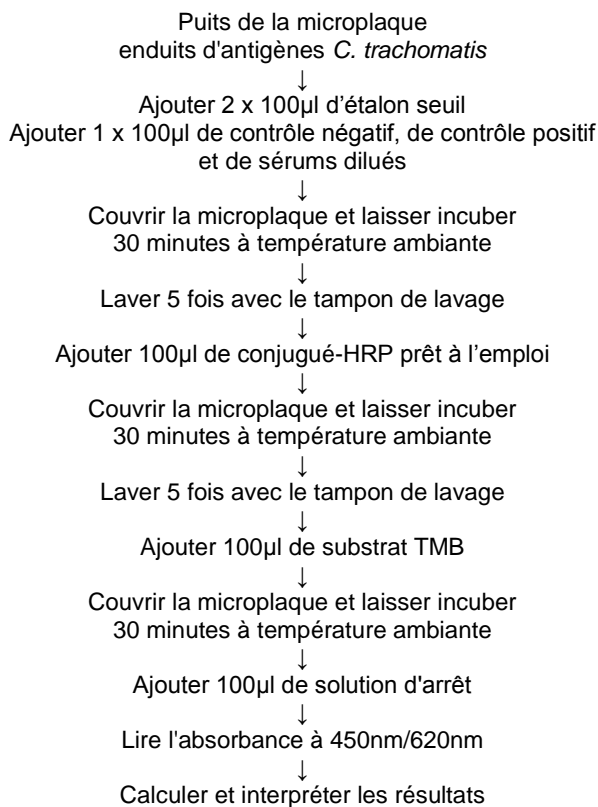 Puits de la microplaque
enduits d'antigènes C. trachomatis
↓
Ajouter 2 x 100µl d’étalon seuil
Ajouter 1 x 100µl de contrôle négatif, de contrôle positif
et de sérums dilués
↓
Couvrir la microplaque et laisser incuber
30 minutes à température ambiante
↓
Laver 5 fois avec le tampon de lavage
↓
Ajouter 100µl de conjugué-HRP prêt à l’emploi
↓
Couvrir la microplaque et laisser incuber
30 minutes à température ambiante
↓
Laver 5 fois avec le tampon de lavage
↓
Ajouter 100µl de substrat TMB
↓
Couvrir la microplaque et laisser incuber
30 minutes à température ambiante
↓
Ajouter 100µl de solution d'arrêt
↓
Lire l'absorbance à 450nm/620nm
↓
Calculer et interpréter les résultats